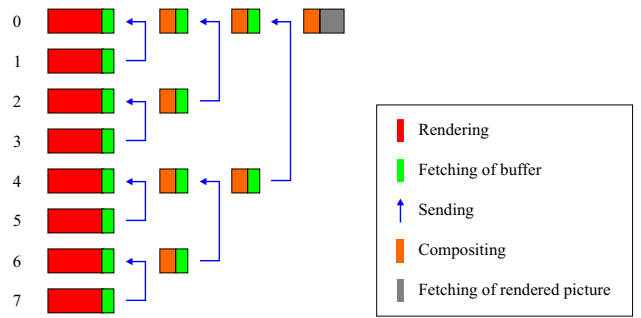 0
1
2
3
4
5
6
7
Rendering
Fetching of buffer
Sending
Compositing
Fetching of rendered picture